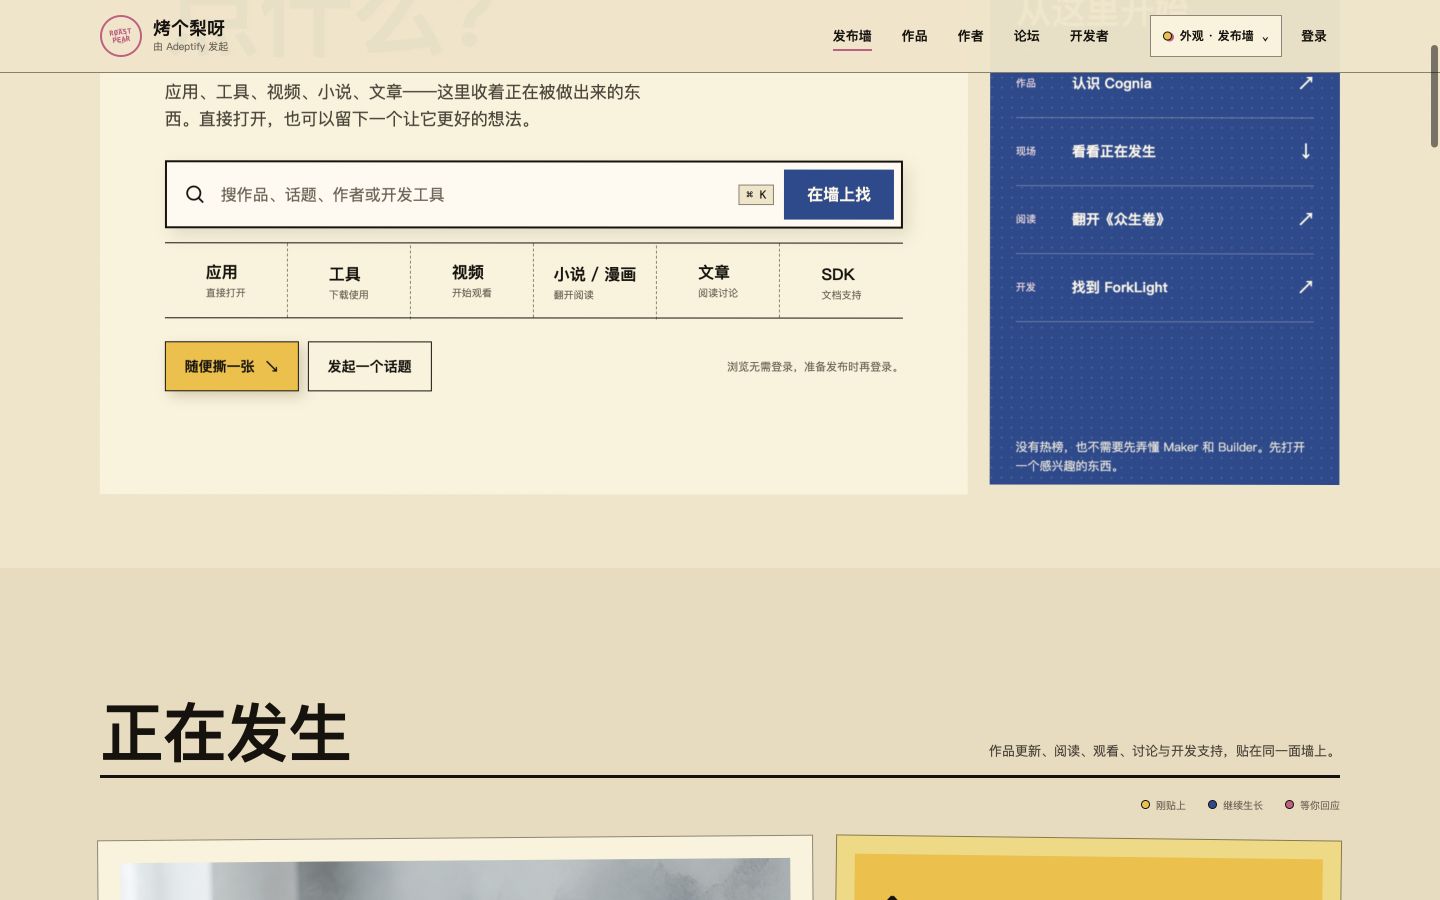 点什么？
从这里开始
ROAST PEAR
烤个梨呀
由 Adeptify 发起
发布墙
作品
作者
论坛
开发者
外观 · 发布墙
登录
应用、工具、视频、小说、文章——这里收着正在被做出来的东
西。直接打开，也可以留下一个让它更好的想法。
搜作品、话题、作者或开发工具
⌘ K
在墙上找
应用
直接打开
工具
下载使用
视频
开始观看
小说 / 漫画
翻开阅读
文章
阅读讨论
SDK
文档支持
随便撕一张 ↘
发起一个话题
浏览无需登录，准备发布时再登录。
作品 认识 Cognia ↗
现场 看看正在发生 ↓
阅读 翻开《众生卷》 ↗
开发 找到 ForkLight ↗
没有热榜，也不需要先弄懂 Maker 和 Builder。先打开
一个感兴趣的东西。
正在发生
作品更新、阅读、观看、讨论与开发支持，贴在同一面墙上。
刚贴上
继续生长
等你回应